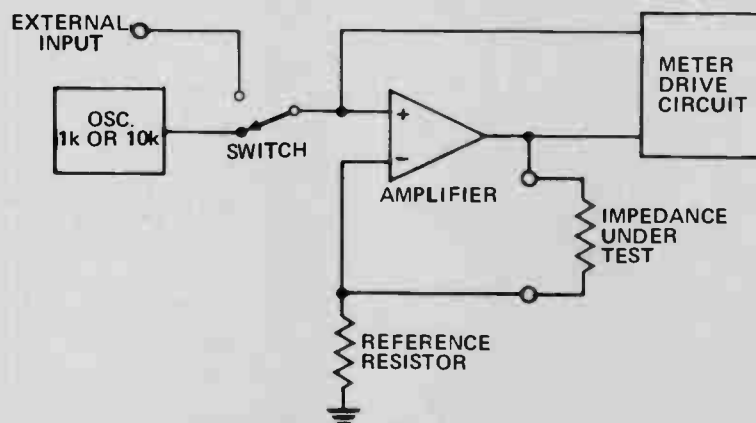 EXTERNAL
INPUT
OSC.
1k OR 10k
SWITCH
+
−
AMPLIFIER
METER
DRIVE
CIRCUIT
IMPEDANCE
UNDER
TEST
REFERENCE
RESISTOR